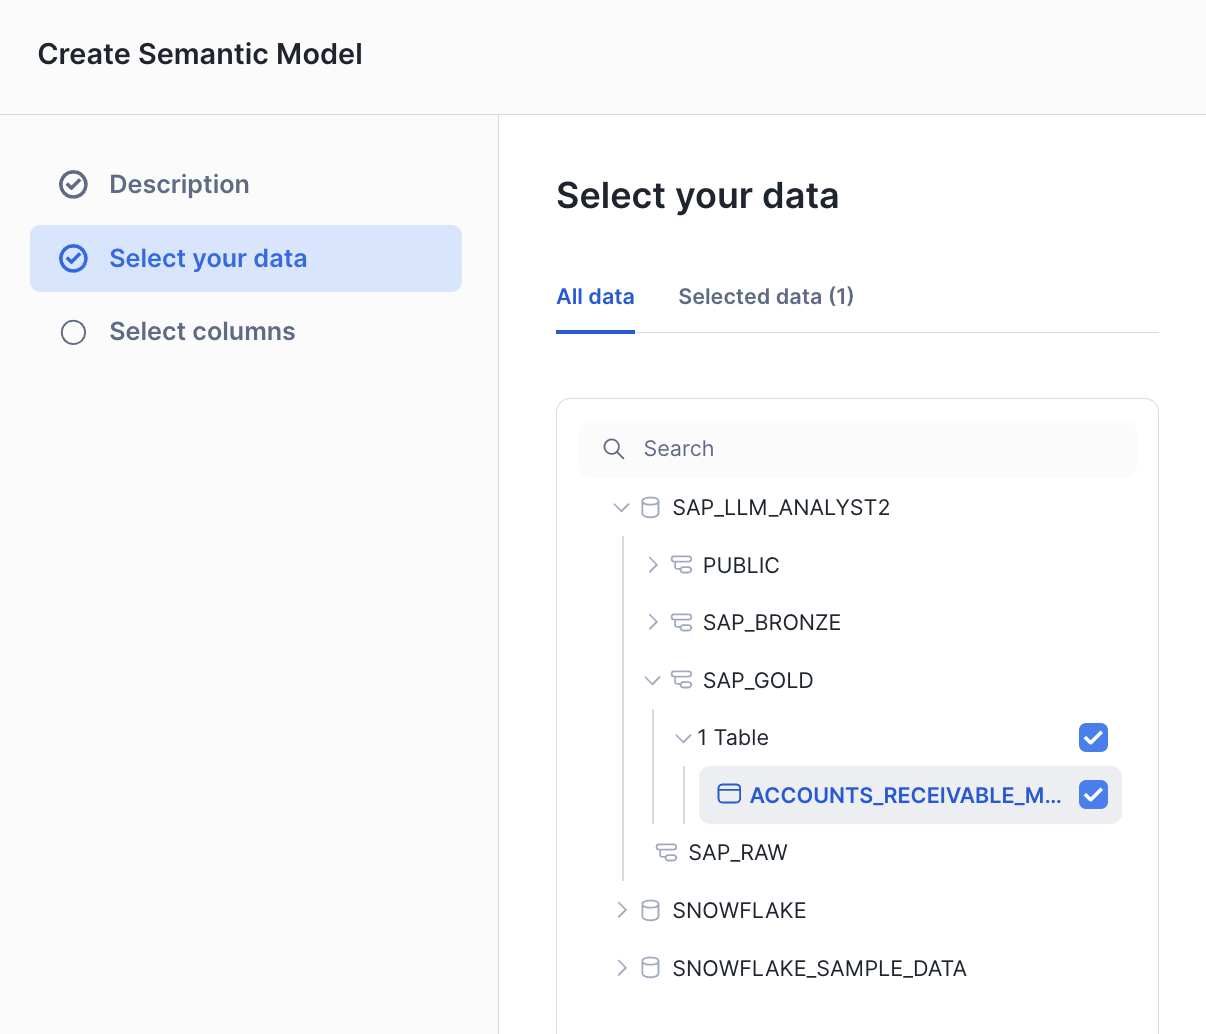 Create Semantic Model
Description
Select your data
Select columns
Select your data
All data
Selected data (1)
Search
SAP_LLM_ANALYST2
PUBLIC
SAP_BRONZE
SAP_GOLD
1 Table
ACCOUNTS_RECEIVABLE_M...
SAP_RAW
SNOWFLAKE
SNOWFLAKE_SAMPLE_DATA